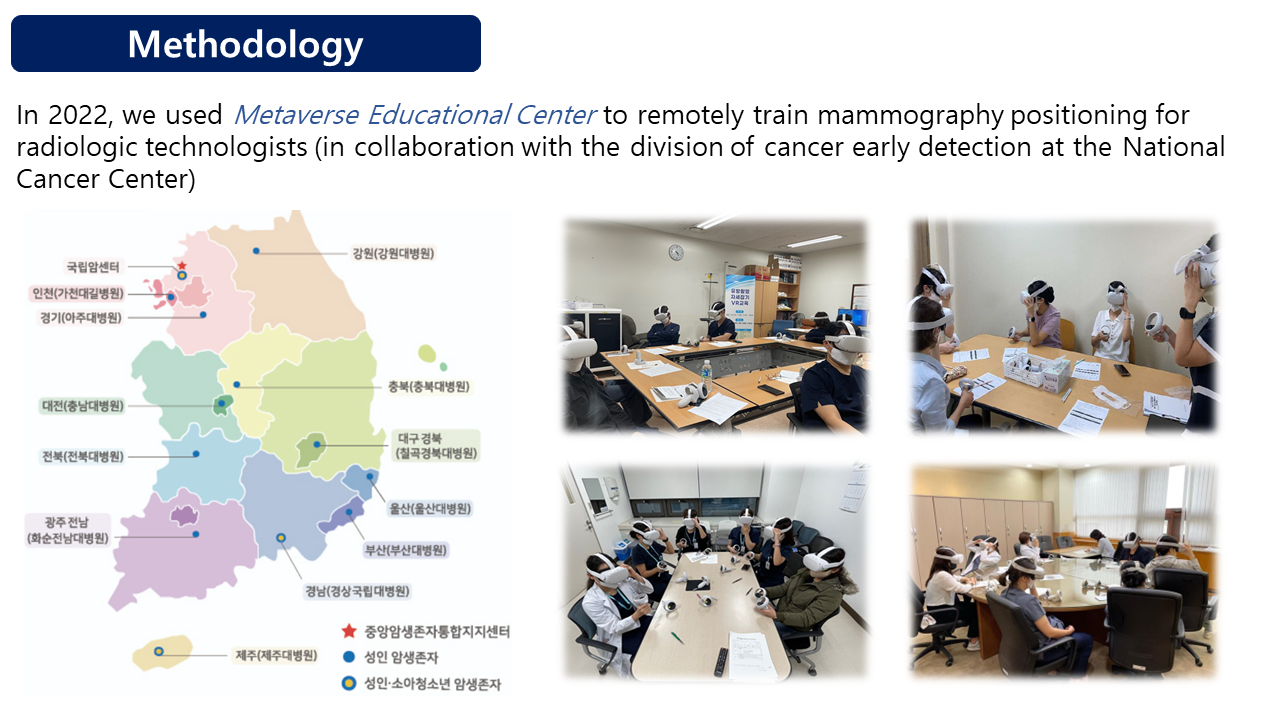 Methodology
In 2022, we used Metaverse Educational Center to remotely train mammography positioning for
radiologic technologists (in collaboration with the division of cancer early detection at the National
Cancer Center)
강원(강원대병원)
국립암센터
인천(가천대길병원)
경기(아주대병원)
충북(충북대병원)
대전(충남대병원)
대구 경북
(칠곡경북대병원)
전북(전북대병원)
울산(울산대병원)
광주 전남
(화순전남대병원)
부산(부산대병원)
경남(경상국립대병원)
중앙암생존자통합지지센터
제주(제주대병원)
성인 암생존자
성인·소아청소년 암생존자
유방촬영
자세잡기
VR교육